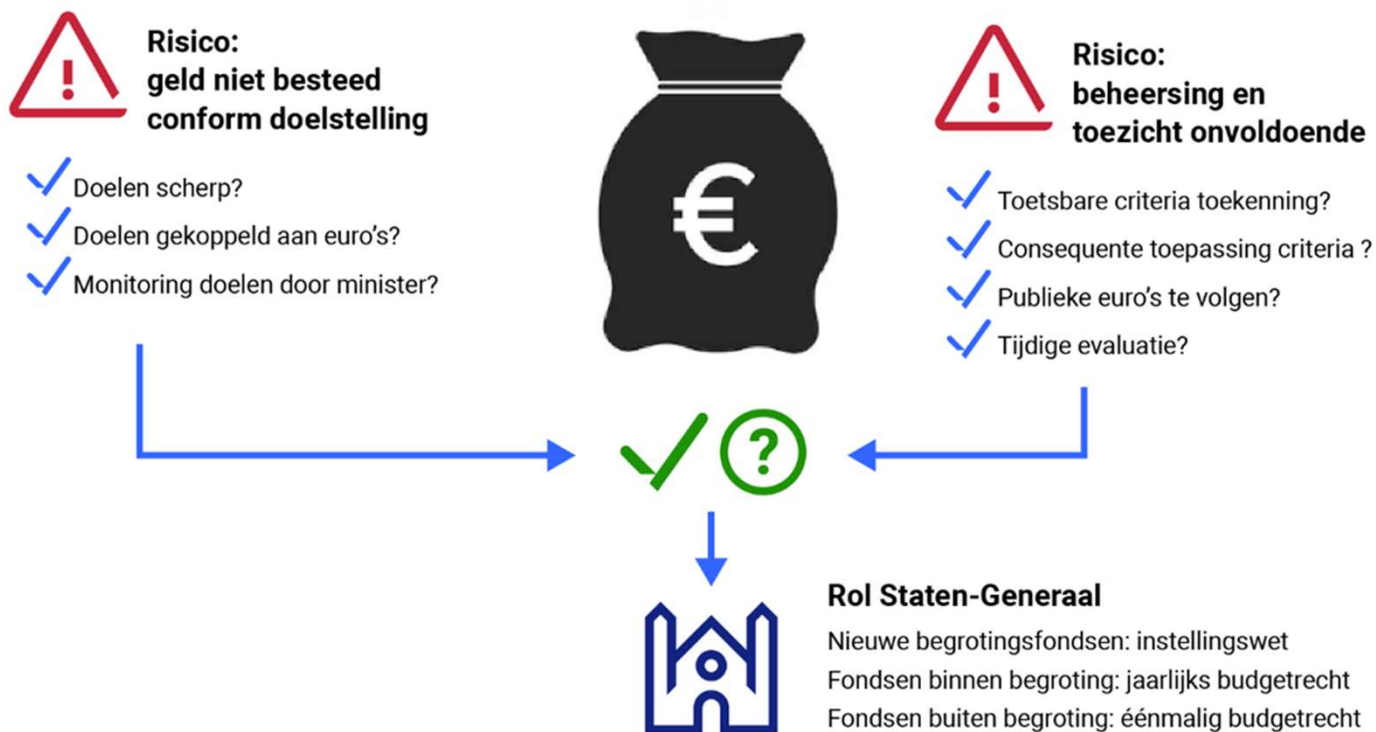 Risico:
geld niet besteed
conform doelstelling
Doelen scherp?
Doelen gekoppeld aan euro's?
Monitoring doelen door minister?
€
Risico:
beheersing en
toezicht onvoldoende
Toetsbare criteria toekenning?
Consequente toepassing criteria ?
Publieke euro's te volgen?
Tijdige evaluatie?
?
Rol Staten-Generaal
Nieuwe begrotingsfondsen: instellingswet
Fondsen binnen begroting: jaarlijks budgetrecht
Fondsen buiten begroting: éénmalig budgetrecht